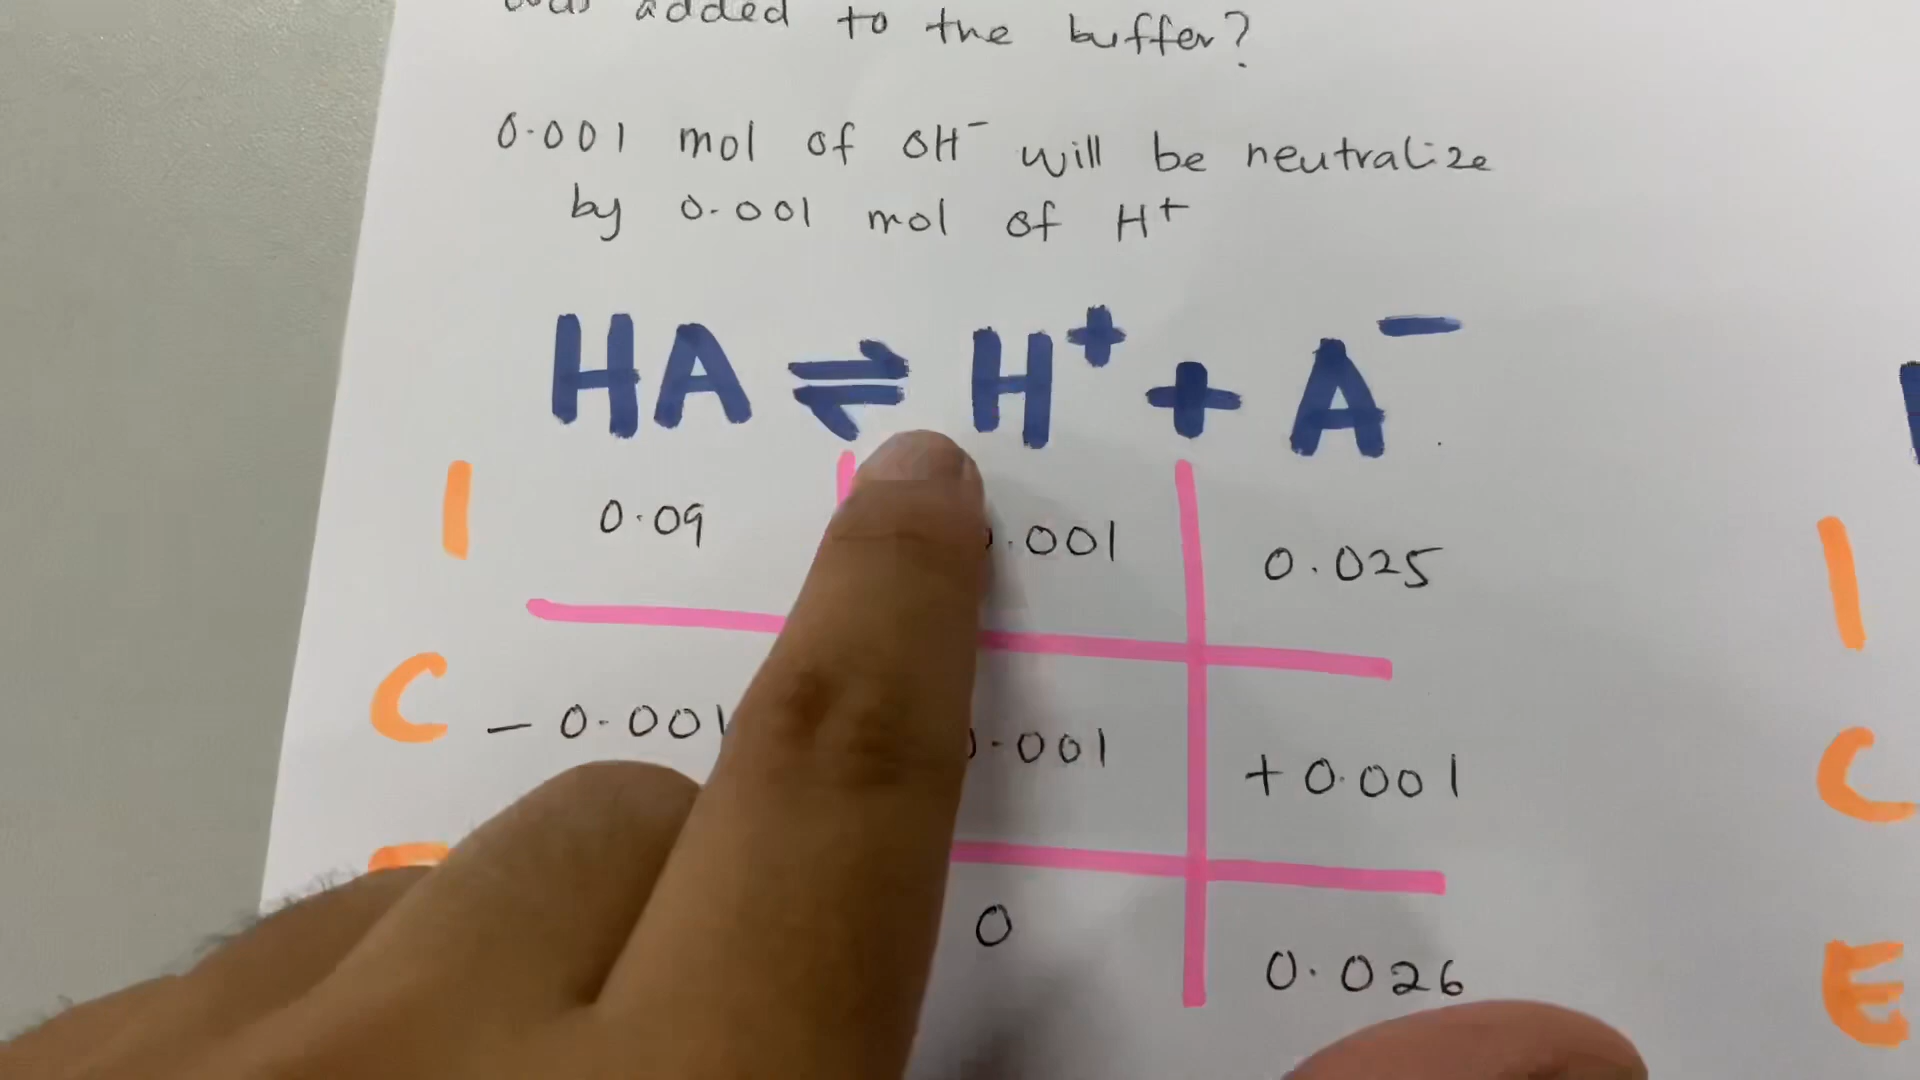 added to the buffer?
0.001 mol of OH⁻ will be neutralize
by 0.001 mol of H⁺
HA ⇌ H⁺ + A⁻
I 0.09 .001 0.025 I
C - 0.001 .001 + 0.001 C
0 0.026 E